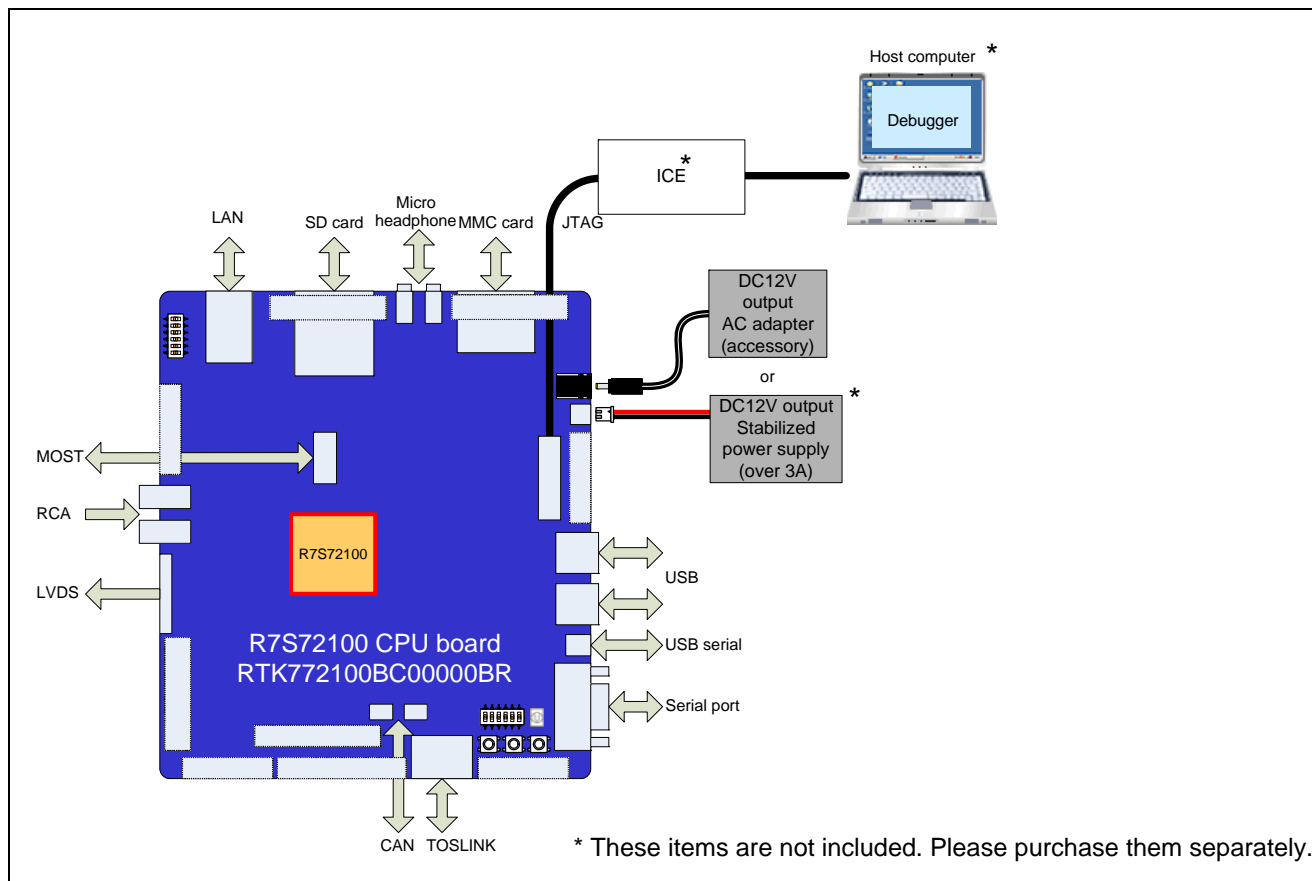 Host computer *
Debugger
ICE*
LAN
SD card
Micro
headphone
MMC card
JTAG
DC12V
output
AC adapter
(accessory)
or
DC12V output *
Stabilized
power supply
(over 3A)
MOST
RCA
R7S72100
LVDS
USB
R7S72100 CPU board
RTK772100BC00000BR
USB serial
Serial port
CAN
TOSLINK
* These items are not included. Please purchase them separately.